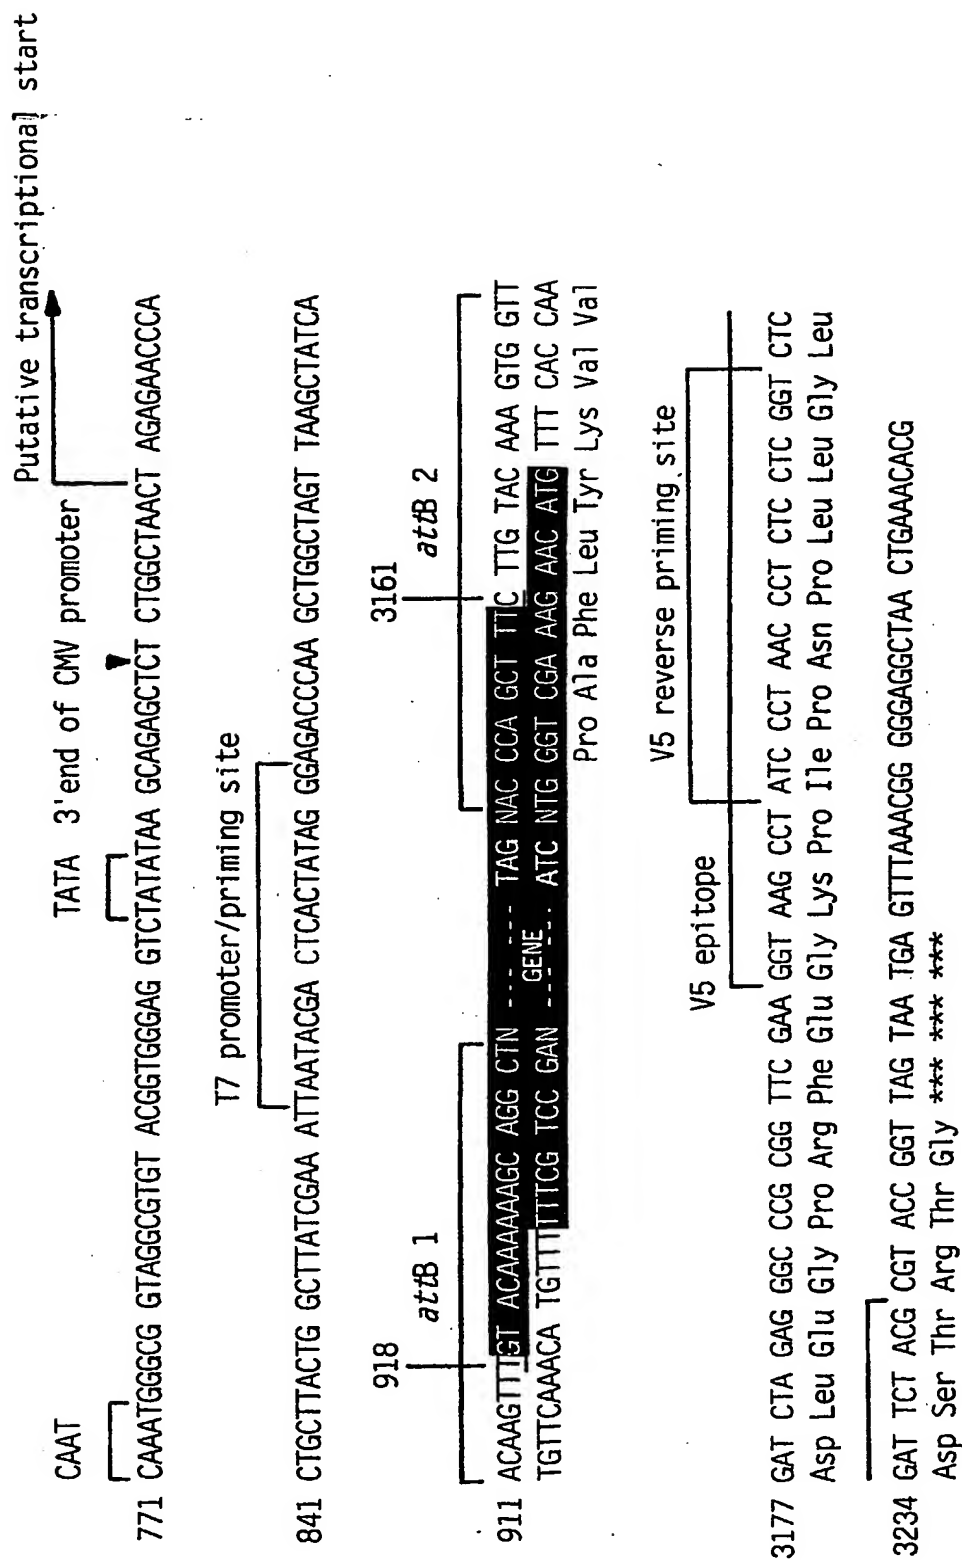 Putative transcriptional start
CAAT TATA 3'end of CMV promoter
771 CAAATGGGCG GTAGGCGTGT ACGGTGGGAG GTCTATATAA GCAGAGCTCT CTGGCTAACT AGAGAACCCA
T7 promoter/priming site
841 CTGCTTACTG GCTTATCGAA ATTAATACGA CTCACTATAG GGAGACCCAA GCTGGCTAGT TAAGCTATCA
918 3161
attB 1 attB 2
911 ACAAGTTTGT ACAAAAAAGC AGG CTN --- --- TAG NAC CCA GCT TTC TTG TAC AAA GTG GTT
GENE
TGTTCAAACA TGTTTTTTCG TCC GAN ATC NTG GGT CGA AAG AAC ATG TTT CAC CAA
Pro Ala Phe Leu Tyr Lys Val Val
V5 reverse priming site
V5 epitope
3177 GAT CTA GAG GGC CCG CGG TTC GAA GGT AAG CCT ATC CCT AAC CCT CTC CTC GGT CTC
Asp Leu Glu Gly Pro Arg Phe Glu Gly Lys Pro Ile Pro Asn Pro Leu Leu Gly Leu
3234 GAT TCT ACG CGT ACC GGT TAG TAA TGA GTTTAAACGG GGGAGGCTAA CTGAAACACG
Asp Ser Thr Arg Thr Gly *** *** ***